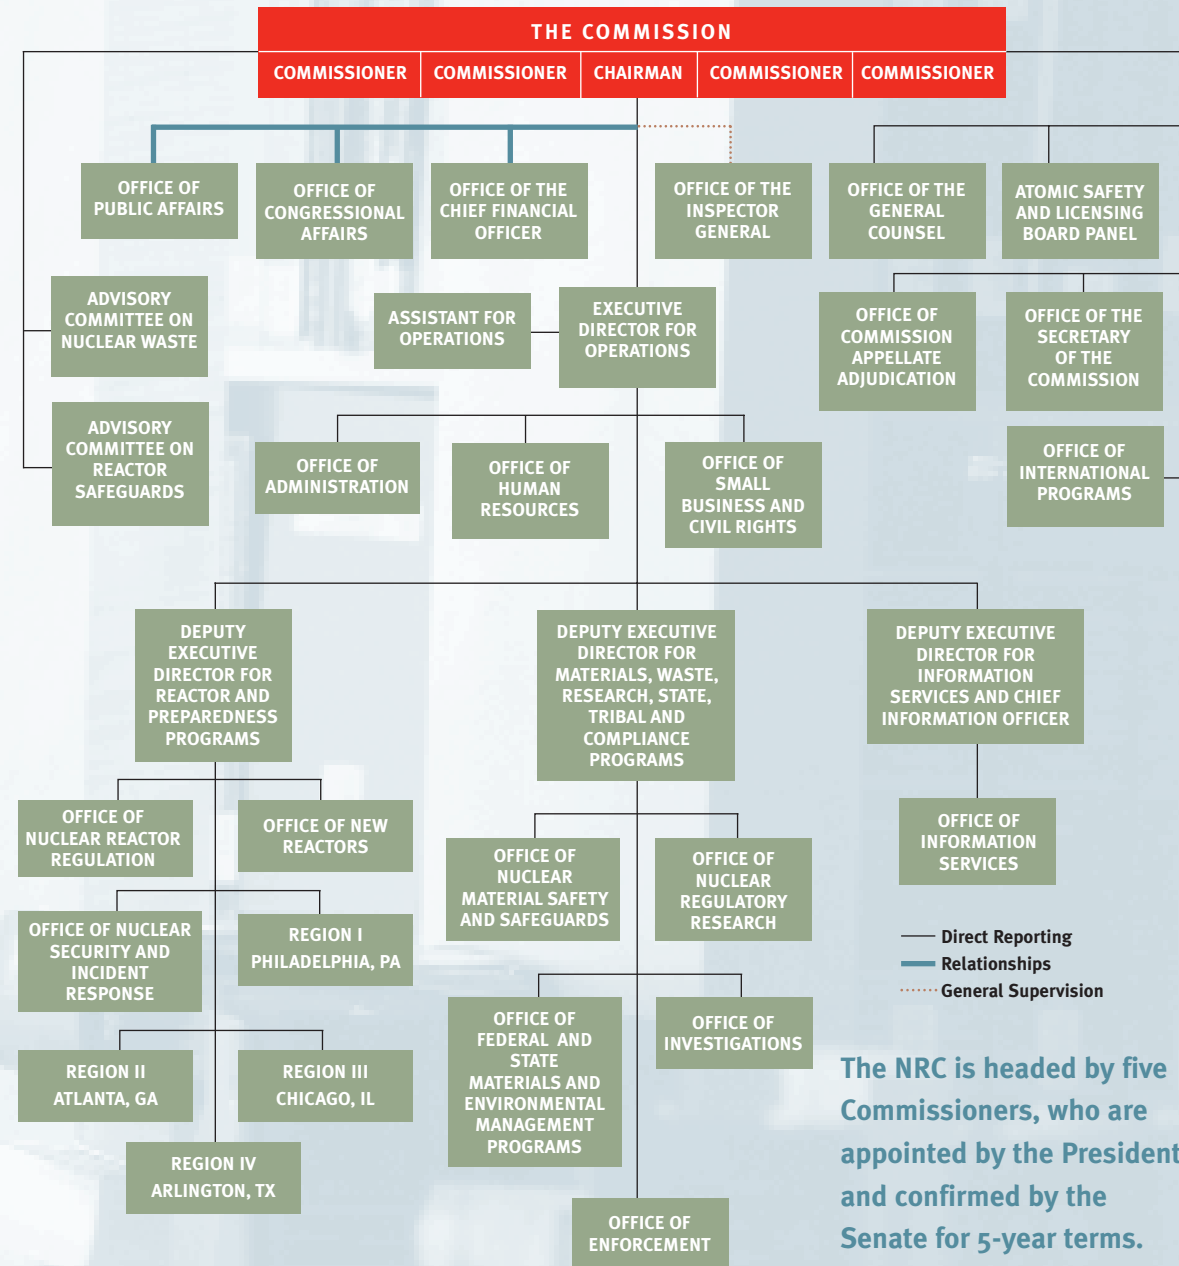 THE COMMISSION
COMMISSIONER
COMMISSIONER
CHAIRMAN
COMMISSIONER
COMMISSIONER
OFFICE OF
PUBLIC AFFAIRS
OFFICE OF
CONGRESSIONAL
AFFAIRS
OFFICE OF THE
CHIEF FINANCIAL
OFFICER
OFFICE OF THE
INSPECTOR
GENERAL
OFFICE OF THE
GENERAL
COUNSEL
ATOMIC SAFETY
AND LICENSING
BOARD PANEL
ADVISORY
COMMITTEE ON
NUCLEAR WASTE
ASSISTANT FOR
OPERATIONS
EXECUTIVE
DIRECTOR FOR
OPERATIONS
OFFICE OF
COMMISSION
APPELLATE
ADJUDICATION
OFFICE OF THE
SECRETARY
OF THE
COMMISSION
ADVISORY
COMMITTEE ON
REACTOR
SAFEGUARDS
OFFICE OF
ADMINISTRATION
OFFICE OF
HUMAN
RESOURCES
OFFICE OF
SMALL
BUSINESS AND
CIVIL RIGHTS
OFFICE OF
INTERNATIONAL
PROGRAMS
DEPUTY
EXECUTIVE
DIRECTOR FOR
REACTOR AND
PREPAREDNESS
PROGRAMS
DEPUTY EXECUTIVE
DIRECTOR FOR
MATERIALS, WASTE,
RESEARCH, STATE,
TRIBAL AND
COMPLIANCE
PROGRAMS
DEPUTY EXECUTIVE
DIRECTOR FOR
INFORMATION
SERVICES AND CHIEF
INFORMATION OFFICER
OFFICE OF
NUCLEAR REACTOR
REGULATION
OFFICE OF NEW
REACTORS
OFFICE OF
NUCLEAR
MATERIAL SAFETY
AND SAFEGUARDS
OFFICE OF
NUCLEAR
REGULATORY
RESEARCH
OFFICE OF
INFORMATION
SERVICES
OFFICE OF NUCLEAR
SECURITY AND
INCIDENT
RESPONSE
REGION I
PHILADELPHIA, PA
Direct Reporting
Relationships
General Supervision
OFFICE OF
FEDERAL AND
STATE
MATERIALS AND
ENVIRONMENTAL
MANAGEMENT
PROGRAMS
OFFICE OF
INVESTIGATIONS
REGION II
ATLANTA, GA
REGION III
CHICAGO, IL
REGION IV
ARLINGTON, TX
OFFICE OF
ENFORCEMENT
The NRC is headed by five
Commissioners, who are
appointed by the President
and confirmed by the
Senate for 5-year terms.